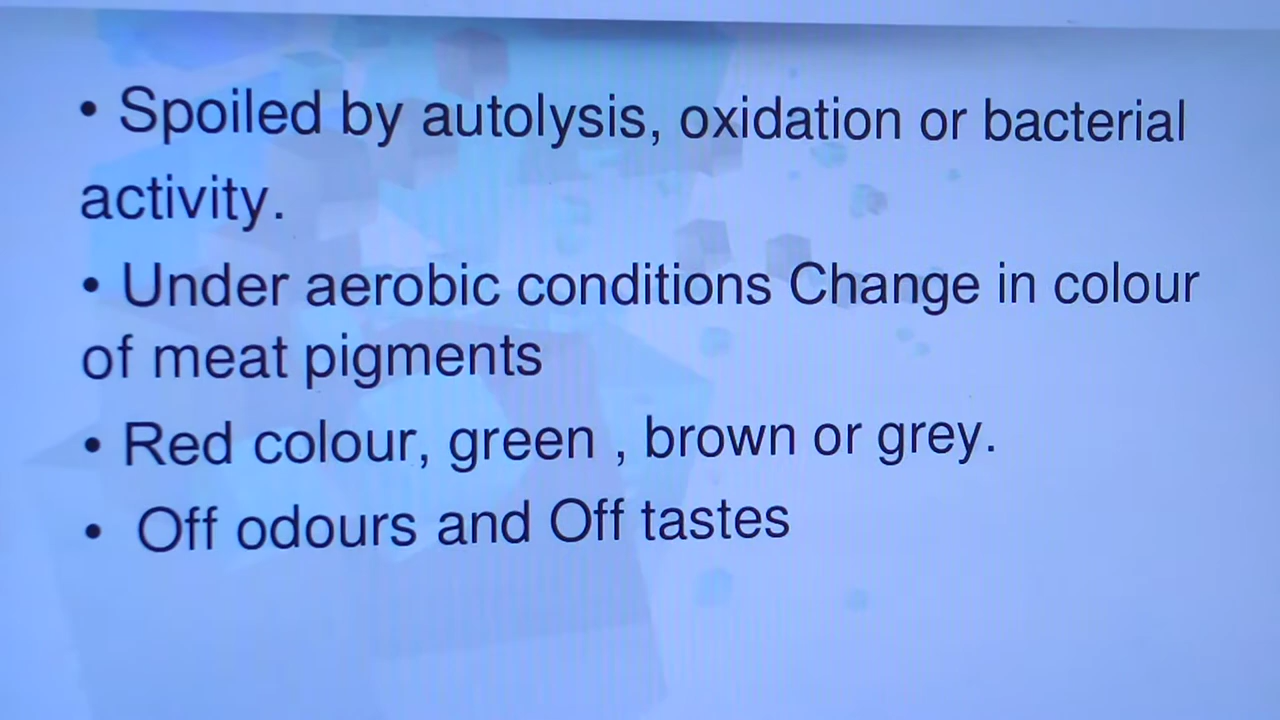 • Spoiled by autolysis, oxidation or bacterial
activity.
• Under aerobic conditions Change in colour
of meat pigments
• Red colour, green , brown or grey.
• Off odours and Off tastes